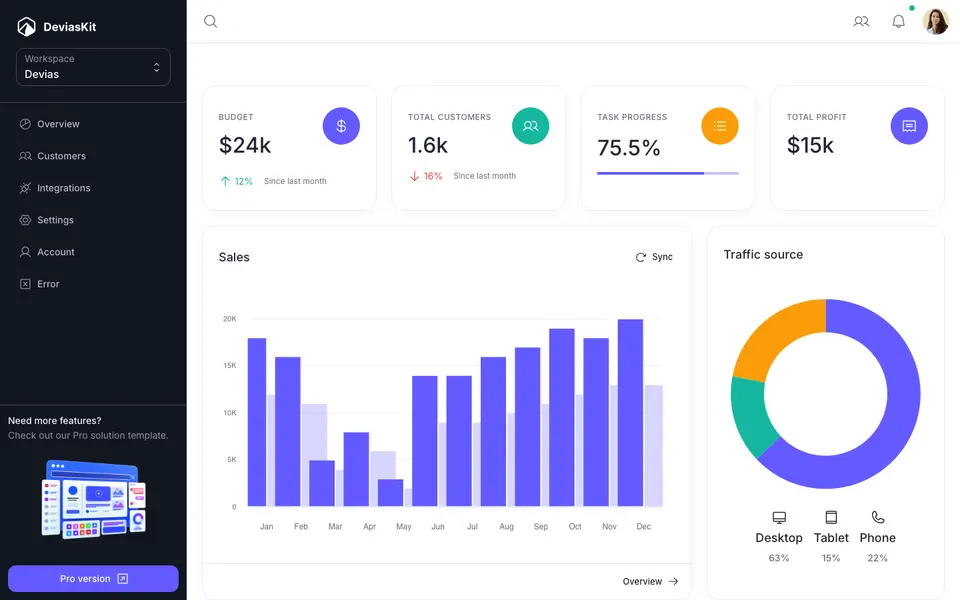 DeviasKit
Workspace
Devias
Overview
Customers
Integrations
Settings
Account
Error
Need more features?
Check out our Pro solution template.
Pro version
BUDGET
$24k
12% Since last month
TOTAL CUSTOMERS
1.6k
16% Since last month
TASK PROGRESS
75.5%
TOTAL PROFIT
$15k
Sales
Sync
20K
15K
10K
5K
0
Jan Feb Mar Apr May Jun Jul Aug Sep Oct Nov Dec
Overview
Traffic source
Desktop Tablet Phone
63% 15% 22%